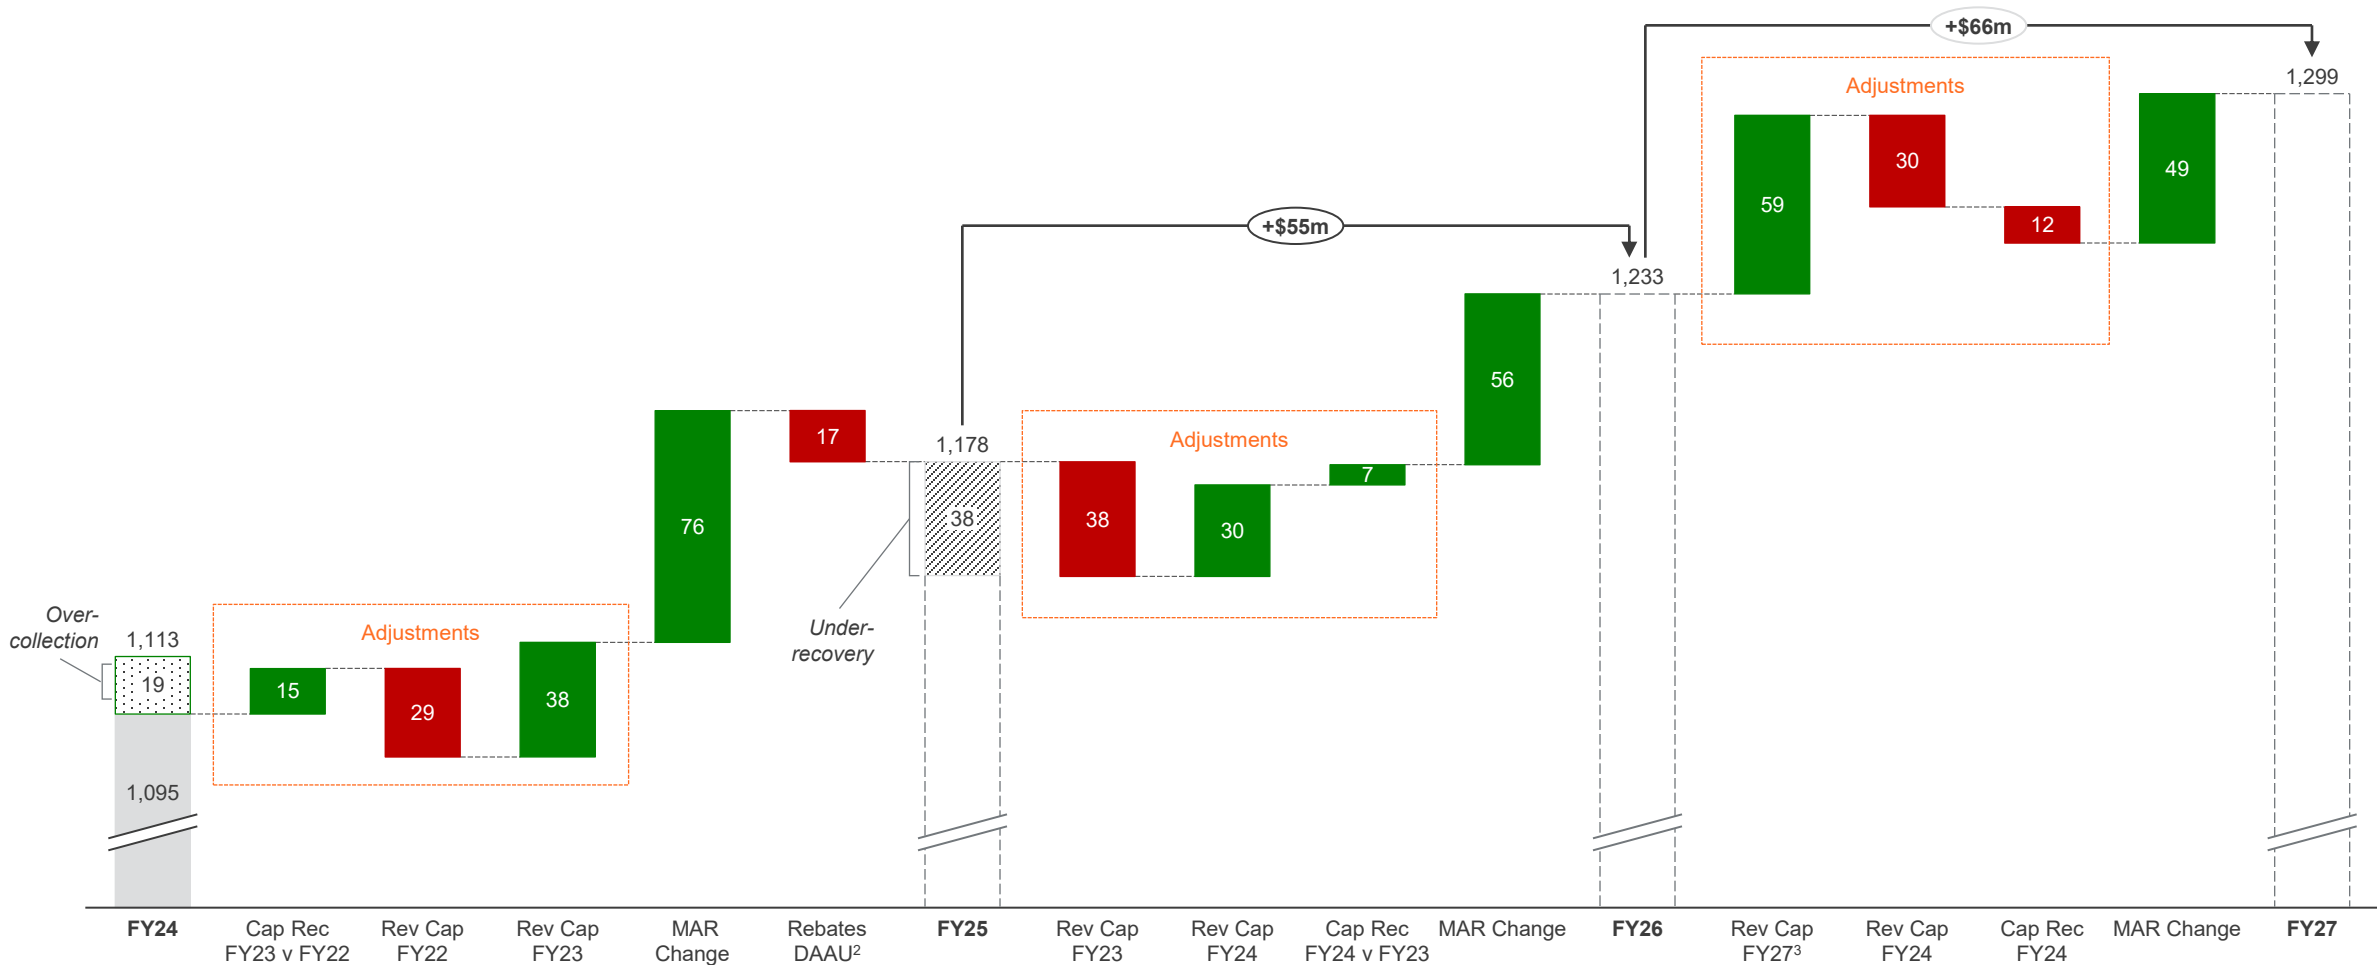 +$66m
1,299
Adjustments
59
30
12
49
+$55m
1,233
56
1,178
Adjustments
38
38
30
7
Under-
recovery
76
17
Over-
collection
1,113
19
1,095
Adjustments
15
29
38
FY24
Cap Rec
FY23 v FY22
Rev Cap
FY22
Rev Cap
FY23
MAR
Change
Rebates
DAAU²
FY25
Rev Cap
FY23
Rev Cap
FY24
Cap Rec
FY24 v FY23
MAR Change
FY26
Rev Cap
FY27³
Rev Cap
FY24
Cap Rec
FY24
MAR Change
FY27